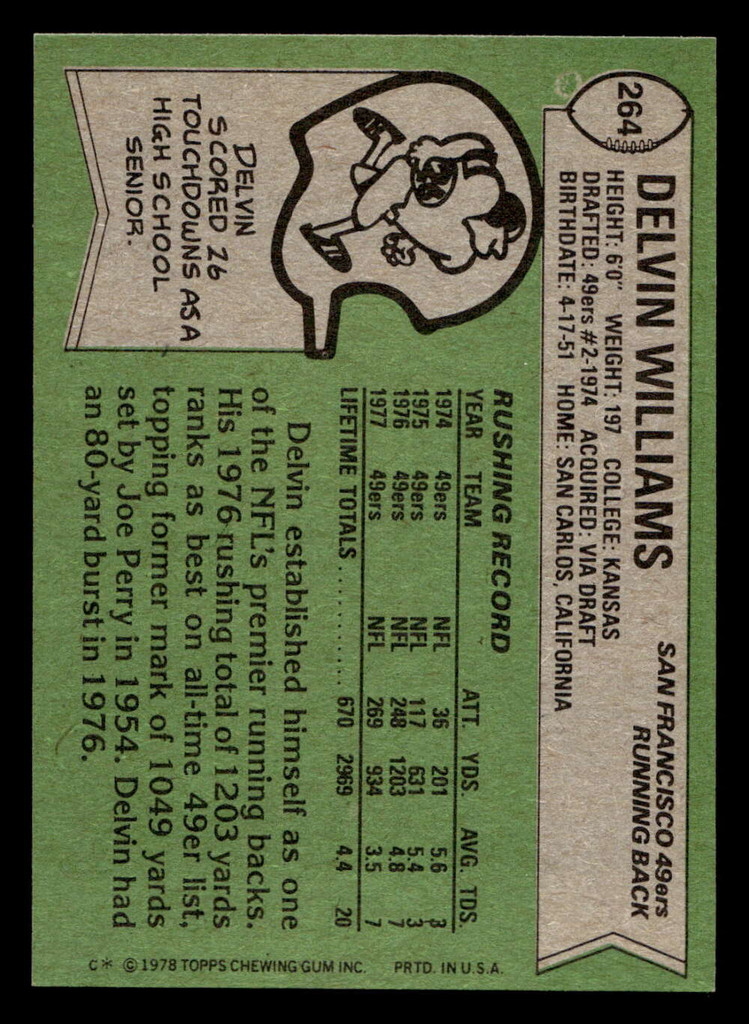 264
DELVIN WILLIAMS
SAN FRANCISCO 49ers
RUNNING BACK
HEIGHT: 6'0" WEIGHT: 197 COLLEGE: KANSAS
DRAFTED: 49ers #2-1974 ACQUIRED: VIA DRAFT
BIRTHDATE: 4-17-51 HOME: SAN CARLOS, CALIFORNIA
DELVIN
SCORED 26
TOUCHDOWNS AS A
HIGH SCHOOL
SENIOR.
RUSHING RECORD
YEAR TEAM ATT. YDS. AVG. TDS.
1974 49ers NFL 36 201 5.6 3
1975 49ers NFL 117 631 5.4 3
1976 49ers NFL 248 1203 4.8 7
1977 49ers NFL 269 934 3.5 7
LIFETIME TOTALS............ 670 2969 4.4 20
Delvin established himself as one
of the NFL's premier running backs.
His 1976 rushing total of 1203 yards
ranks as best on all-time 49er list,
topping former mark of 1049 yards
set by Joe Perry in 1954. Delvin had
an 80-yard burst in 1976.
C* © 1978 TOPPS CHEWING GUM INC. PRTD. IN U.S.A.